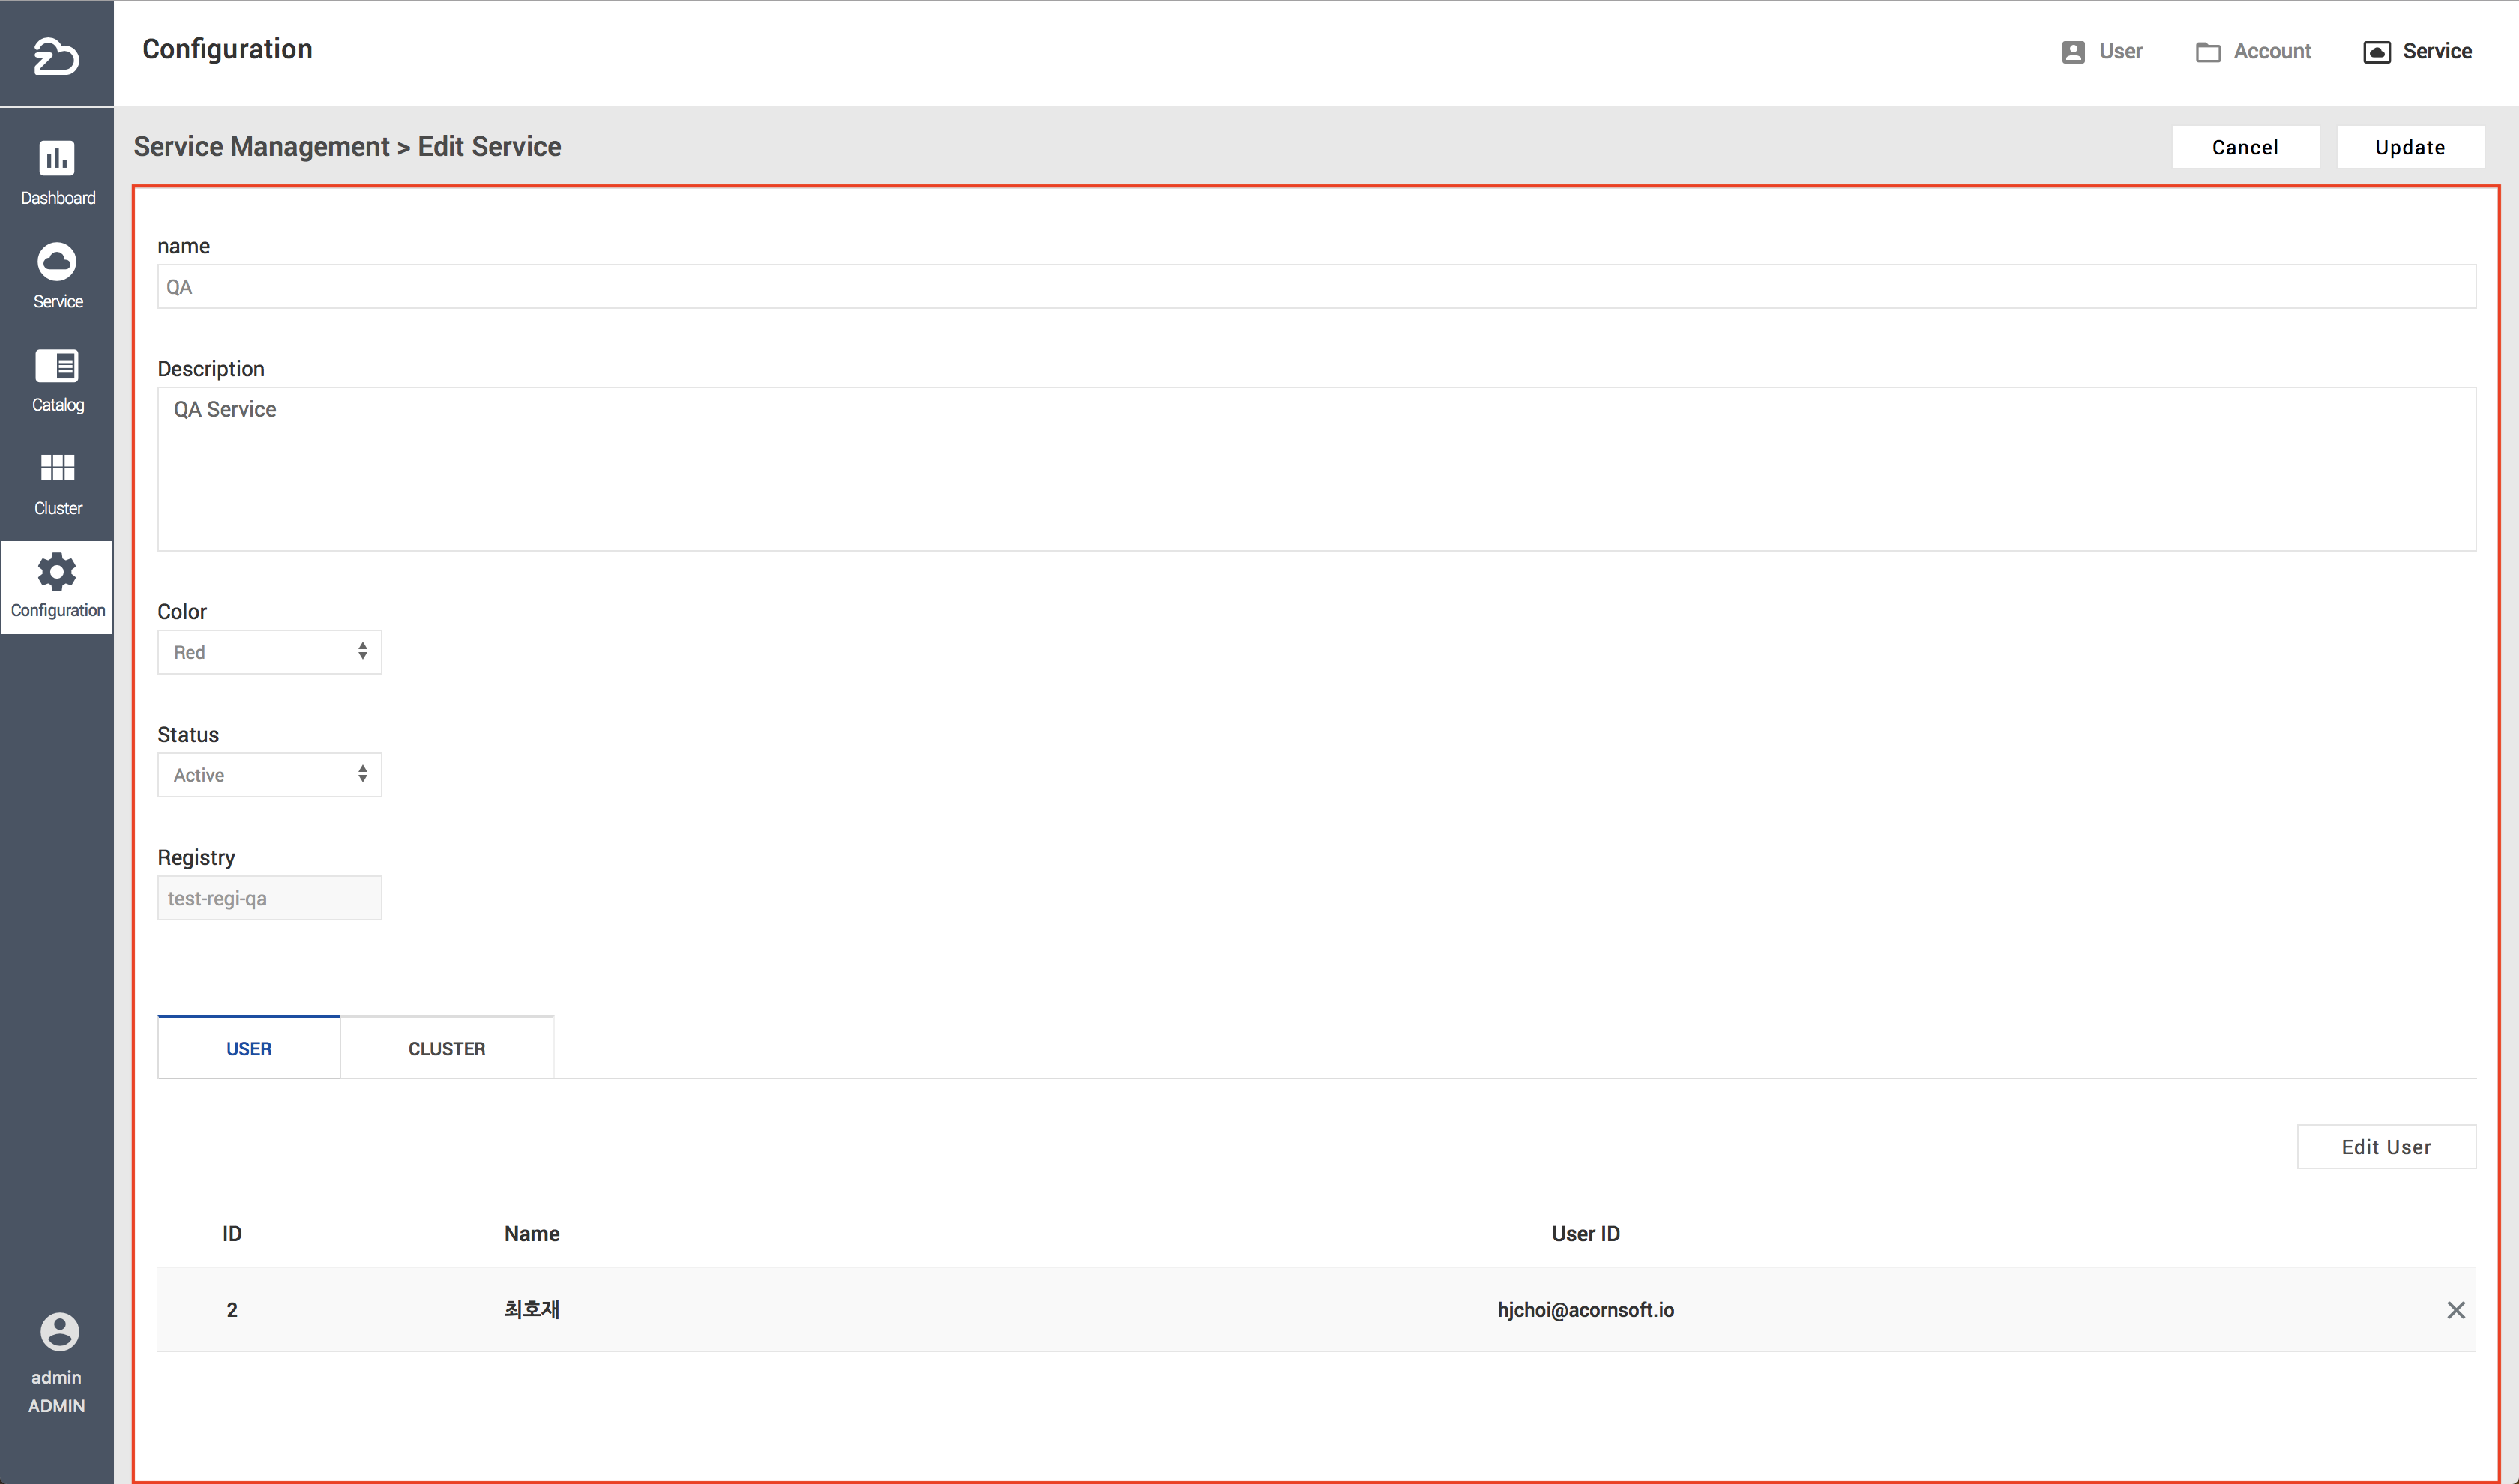 Configuration
User
Account
Service
Dashboard
Service
Catalog
Cluster
Configuration
admin
ADMIN
Service Management > Edit Service
Cancel
Update
name
QA
Description
QA Service
Color
Red
Status
Active
Registry
test-regi-qa
USER
CLUSTER
Edit User
ID Name User ID
2 최호재 hjchoi@acornsoft.io